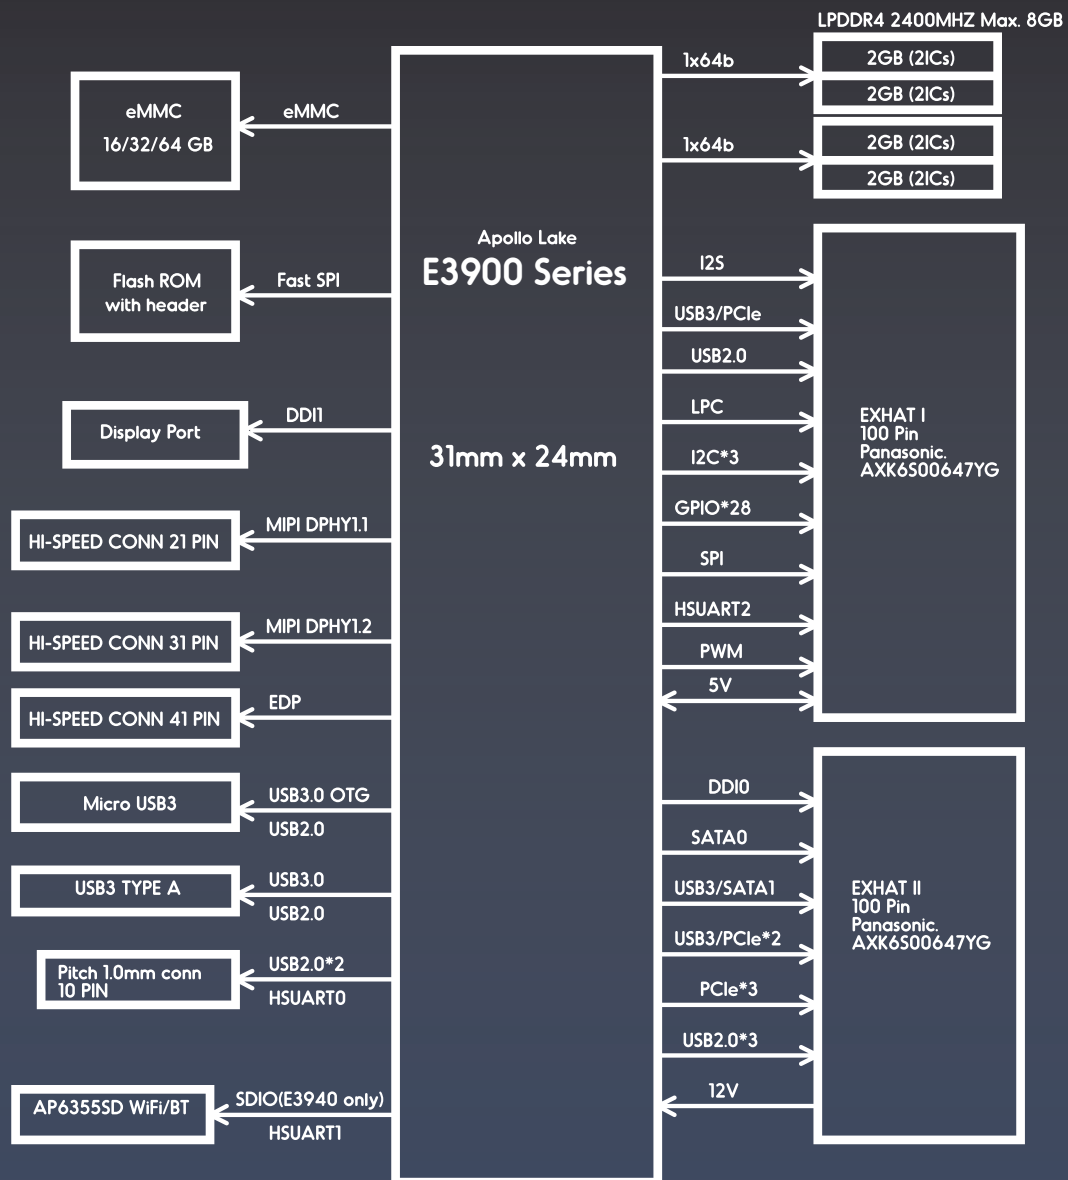 LPDDR4 2400MHZ Max. 8GB
1x64b
2GB (2ICs)
2GB (2ICs)
1x64b
2GB (2ICs)
2GB (2ICs)
eMMC
16/32/64 GB
eMMC
Flash ROM
with header
Fast SPI
Display Port
DDI1
HI-SPEED CONN 21 PIN
MIPI DPHY1.1
HI-SPEED CONN 31 PIN
MIPI DPHY1.2
HI-SPEED CONN 41 PIN
EDP
Micro USB3
USB3.0 OTG
USB2.0
USB3 TYPE A
USB3.0
USB2.0
Pitch 1.0mm conn
10 PIN
USB2.0*2
HSUART0
AP6355SD WiFi/BT
SDIO(E3940 only)
HSUART1
Apollo Lake
E3900 Series
31mm x 24mm
I2S
USB3/PCIe
USB2.0
LPC
I2C*3
GPIO*28
SPI
HSUART2
PWM
5V
EXHAT I
100 Pin
Panasonic.
AXK6S00647YG
DDI0
SATA0
USB3/SATA1
USB3/PCIe*2
PCIe*3
USB2.0*3
12V
EXHAT II
100 Pin
Panasonic.
AXK6S00647YG